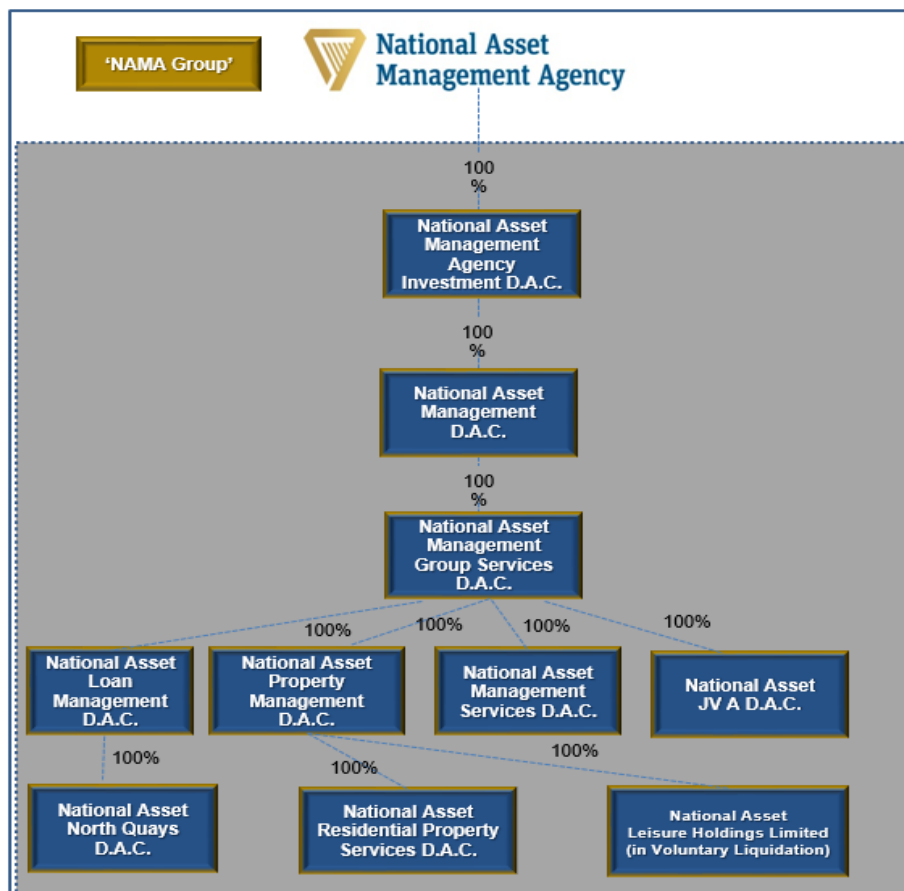 ‘NAMA Group’
National Asset
Management Agency
100
%
National Asset
Management
Agency
Investment D.A.C.
100
%
National Asset
Management
D.A.C.
100
%
National Asset
Management
Group Services
D.A.C.
100%
100%
100%
100%
National Asset
Loan
Management
D.A.C.
National Asset
Property
Management
D.A.C.
National Asset
Management
Services D.A.C.
National Asset
JV A D.A.C.
100%
100%
100%
National Asset
North Quays
D.A.C.
National Asset
Residential Property
Services D.A.C.
National Asset
Leisure Holdings Limited
(in Voluntary Liquidation)